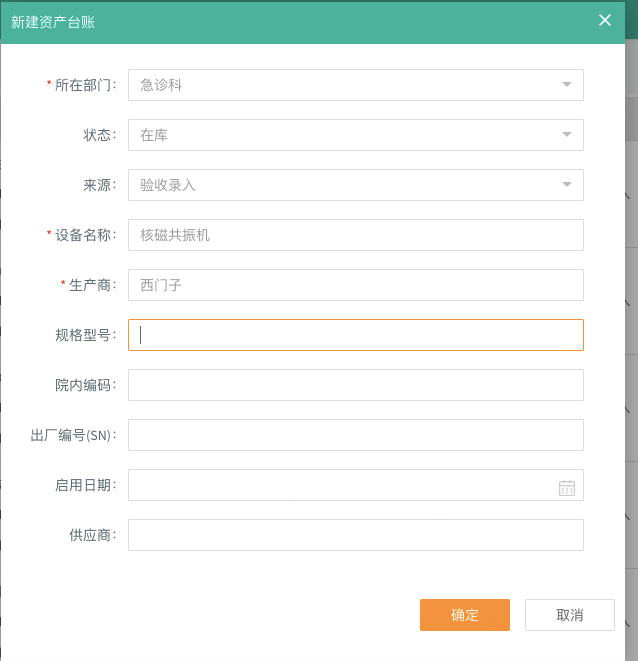 新建资产台账
* 所在部门： 急诊科
状态： 在库
来源： 验收录入
* 设备名称： 核磁共振机
* 生产商： 西门子
规格型号：
院内编码：
出厂编号(SN)：
启用日期：
供应商：
确定 取消